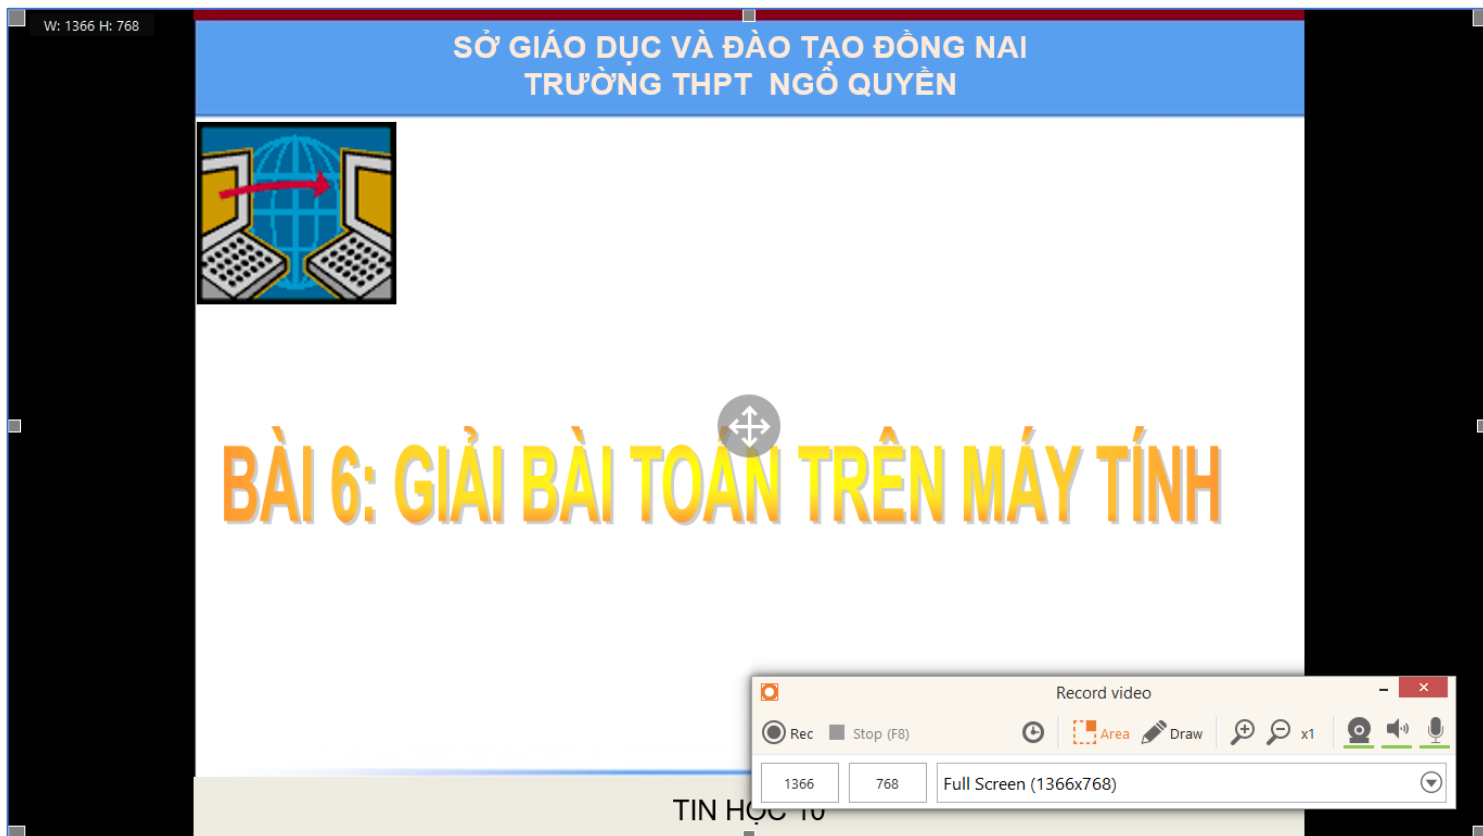 W: 1366 H: 768
SỞ GIÁO DỤC VÀ ĐÀO TẠO ĐỒNG NAI
TRƯỜNG THPT NGÔ QUYỀN
BÀI 6: GIẢI BÀI TOÁN TRÊN MÁY TÍNH
Record video
Rec Stop (F8) Area Draw x1
1366 768 Full Screen (1366x768)
TIN HỌC 10